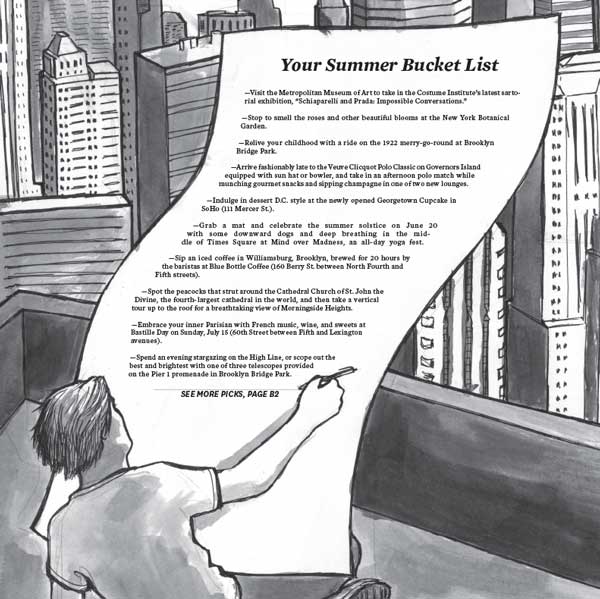 Your Summer Bucket List
—Visit the Metropolitan Museum of Art to take in the Costume Institute's latest sarto-
rial exhibition, "Schiaparelli and Prada: Impossible Conversations."
—Stop to smell the roses and other beautiful blooms at the New York Botanical
Garden.
—Relive your childhood with a ride on the 1922 merry-go-round at Brooklyn
Bridge Park.
—Arrive fashionably late to the Veuve Clicquot Polo Classic on Governors Island
equipped with sun hat or bowler, and take in an afternoon polo match while
munching gourmet snacks and sipping champagne in one of two new lounges.
—Indulge in dessert D.C. style at the newly opened Georgetown Cupcake in
SoHo (111 Mercer St.).
—Grab a mat and celebrate the summer solstice on June 20
with some downward dogs and deep breathing in the mid-
dle of Times Square at Mind over Madness, an all-day yoga fest.
—Sip an iced coffee in Williamsburg, Brooklyn, brewed for 20 hours by
the baristas at Blue Bottle Coffee (160 Berry St. between North Fourth and
Fifth streets).
—Spot the peacocks that strut around the Cathedral Church of St. John the
Divine, the fourth-largest cathedral in the world, and then take a vertical
tour up to the roof for a breathtaking view of Morningside Heights.
—Embrace your inner Parisian with French music, wine, and sweets at
Bastille Day on Sunday, July 15 (60th Street between Fifth and Lexington
avenues).
—Spend an evening stargazing on the High Line, or scope out the
best and brightest with one of three telescopes provided
on the Pier 1 promenade in Brooklyn Bridge Park.
SEE MORE PICKS, PAGE B2